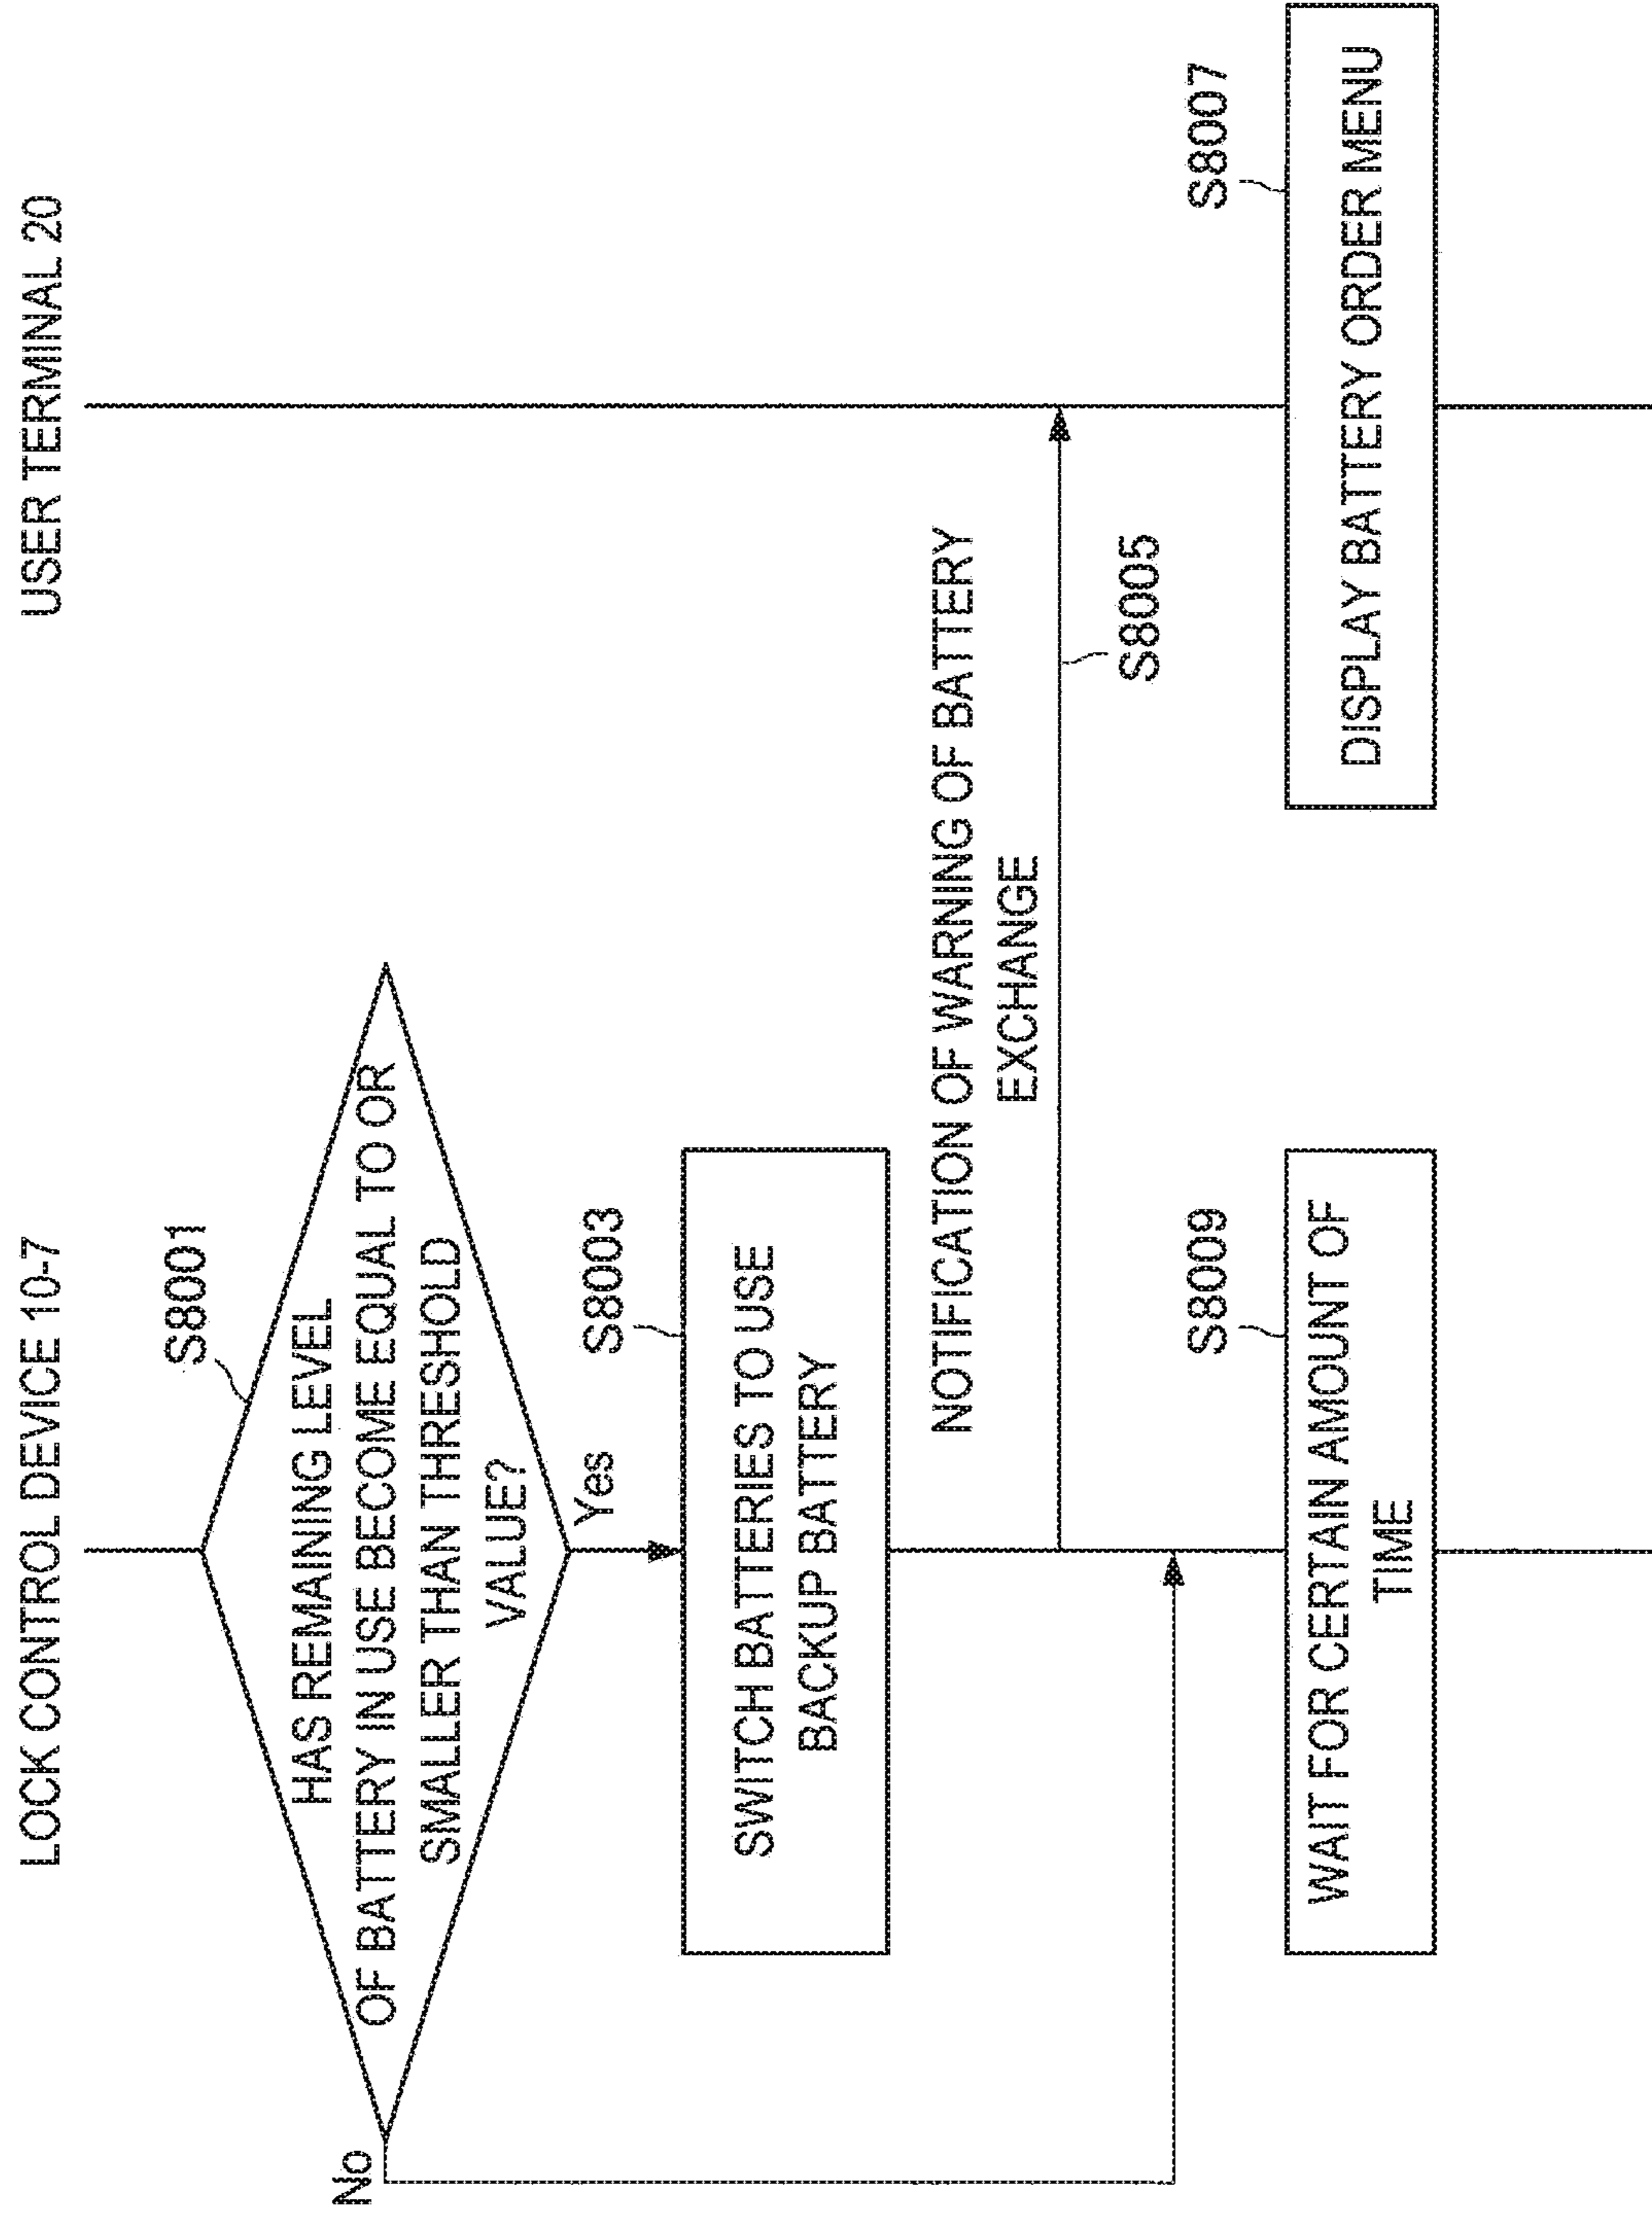 LOCK CONTROL DEVICE 10-7
USER TERMINAL 20
S8001
HAS REMAINING LEVEL
OF BATTERY IN USE BECOME EQUAL TO OR
SMALLER THAN THRESHOLD
VALUE?
No
Yes
S8003
SWITCH BATTERIES TO USE
BACKUP BATTERY
NOTIFICATION OF WARNING OF BATTERY
EXCHANGE
S8005
S8009
WAIT FOR CERTAIN AMOUNT OF
TIME
S8007
DISPLAY BATTERY ORDER MENU